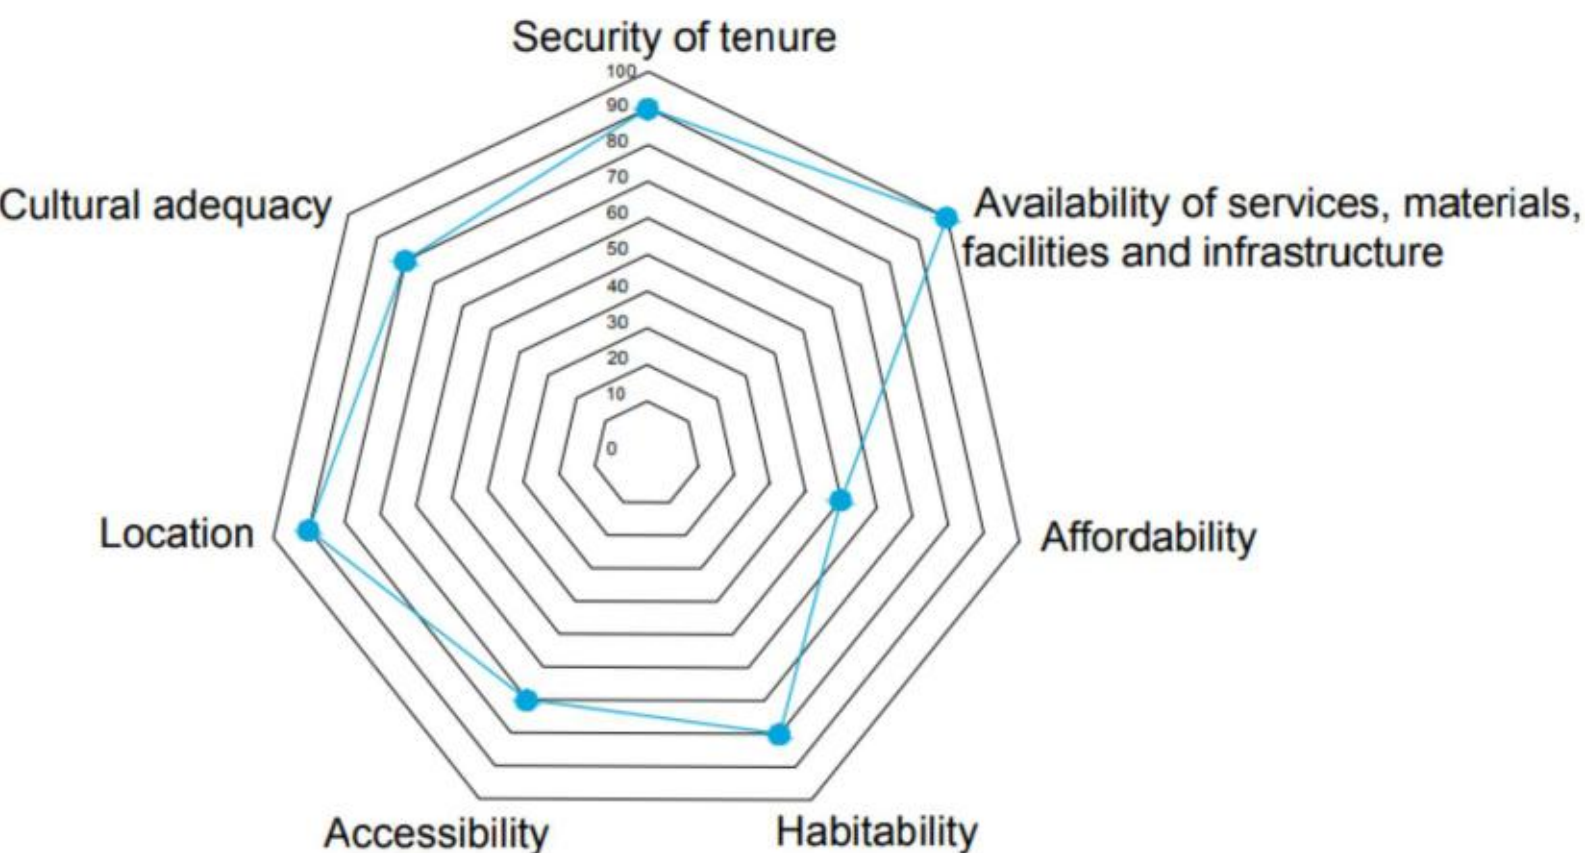 Security of tenure
100
90
80
70
60
50
40
30
20
10
0
Cultural adequacy
Availability of services, materials,
facilities and infrastructure
Location
Affordability
Accessibility
Habitability